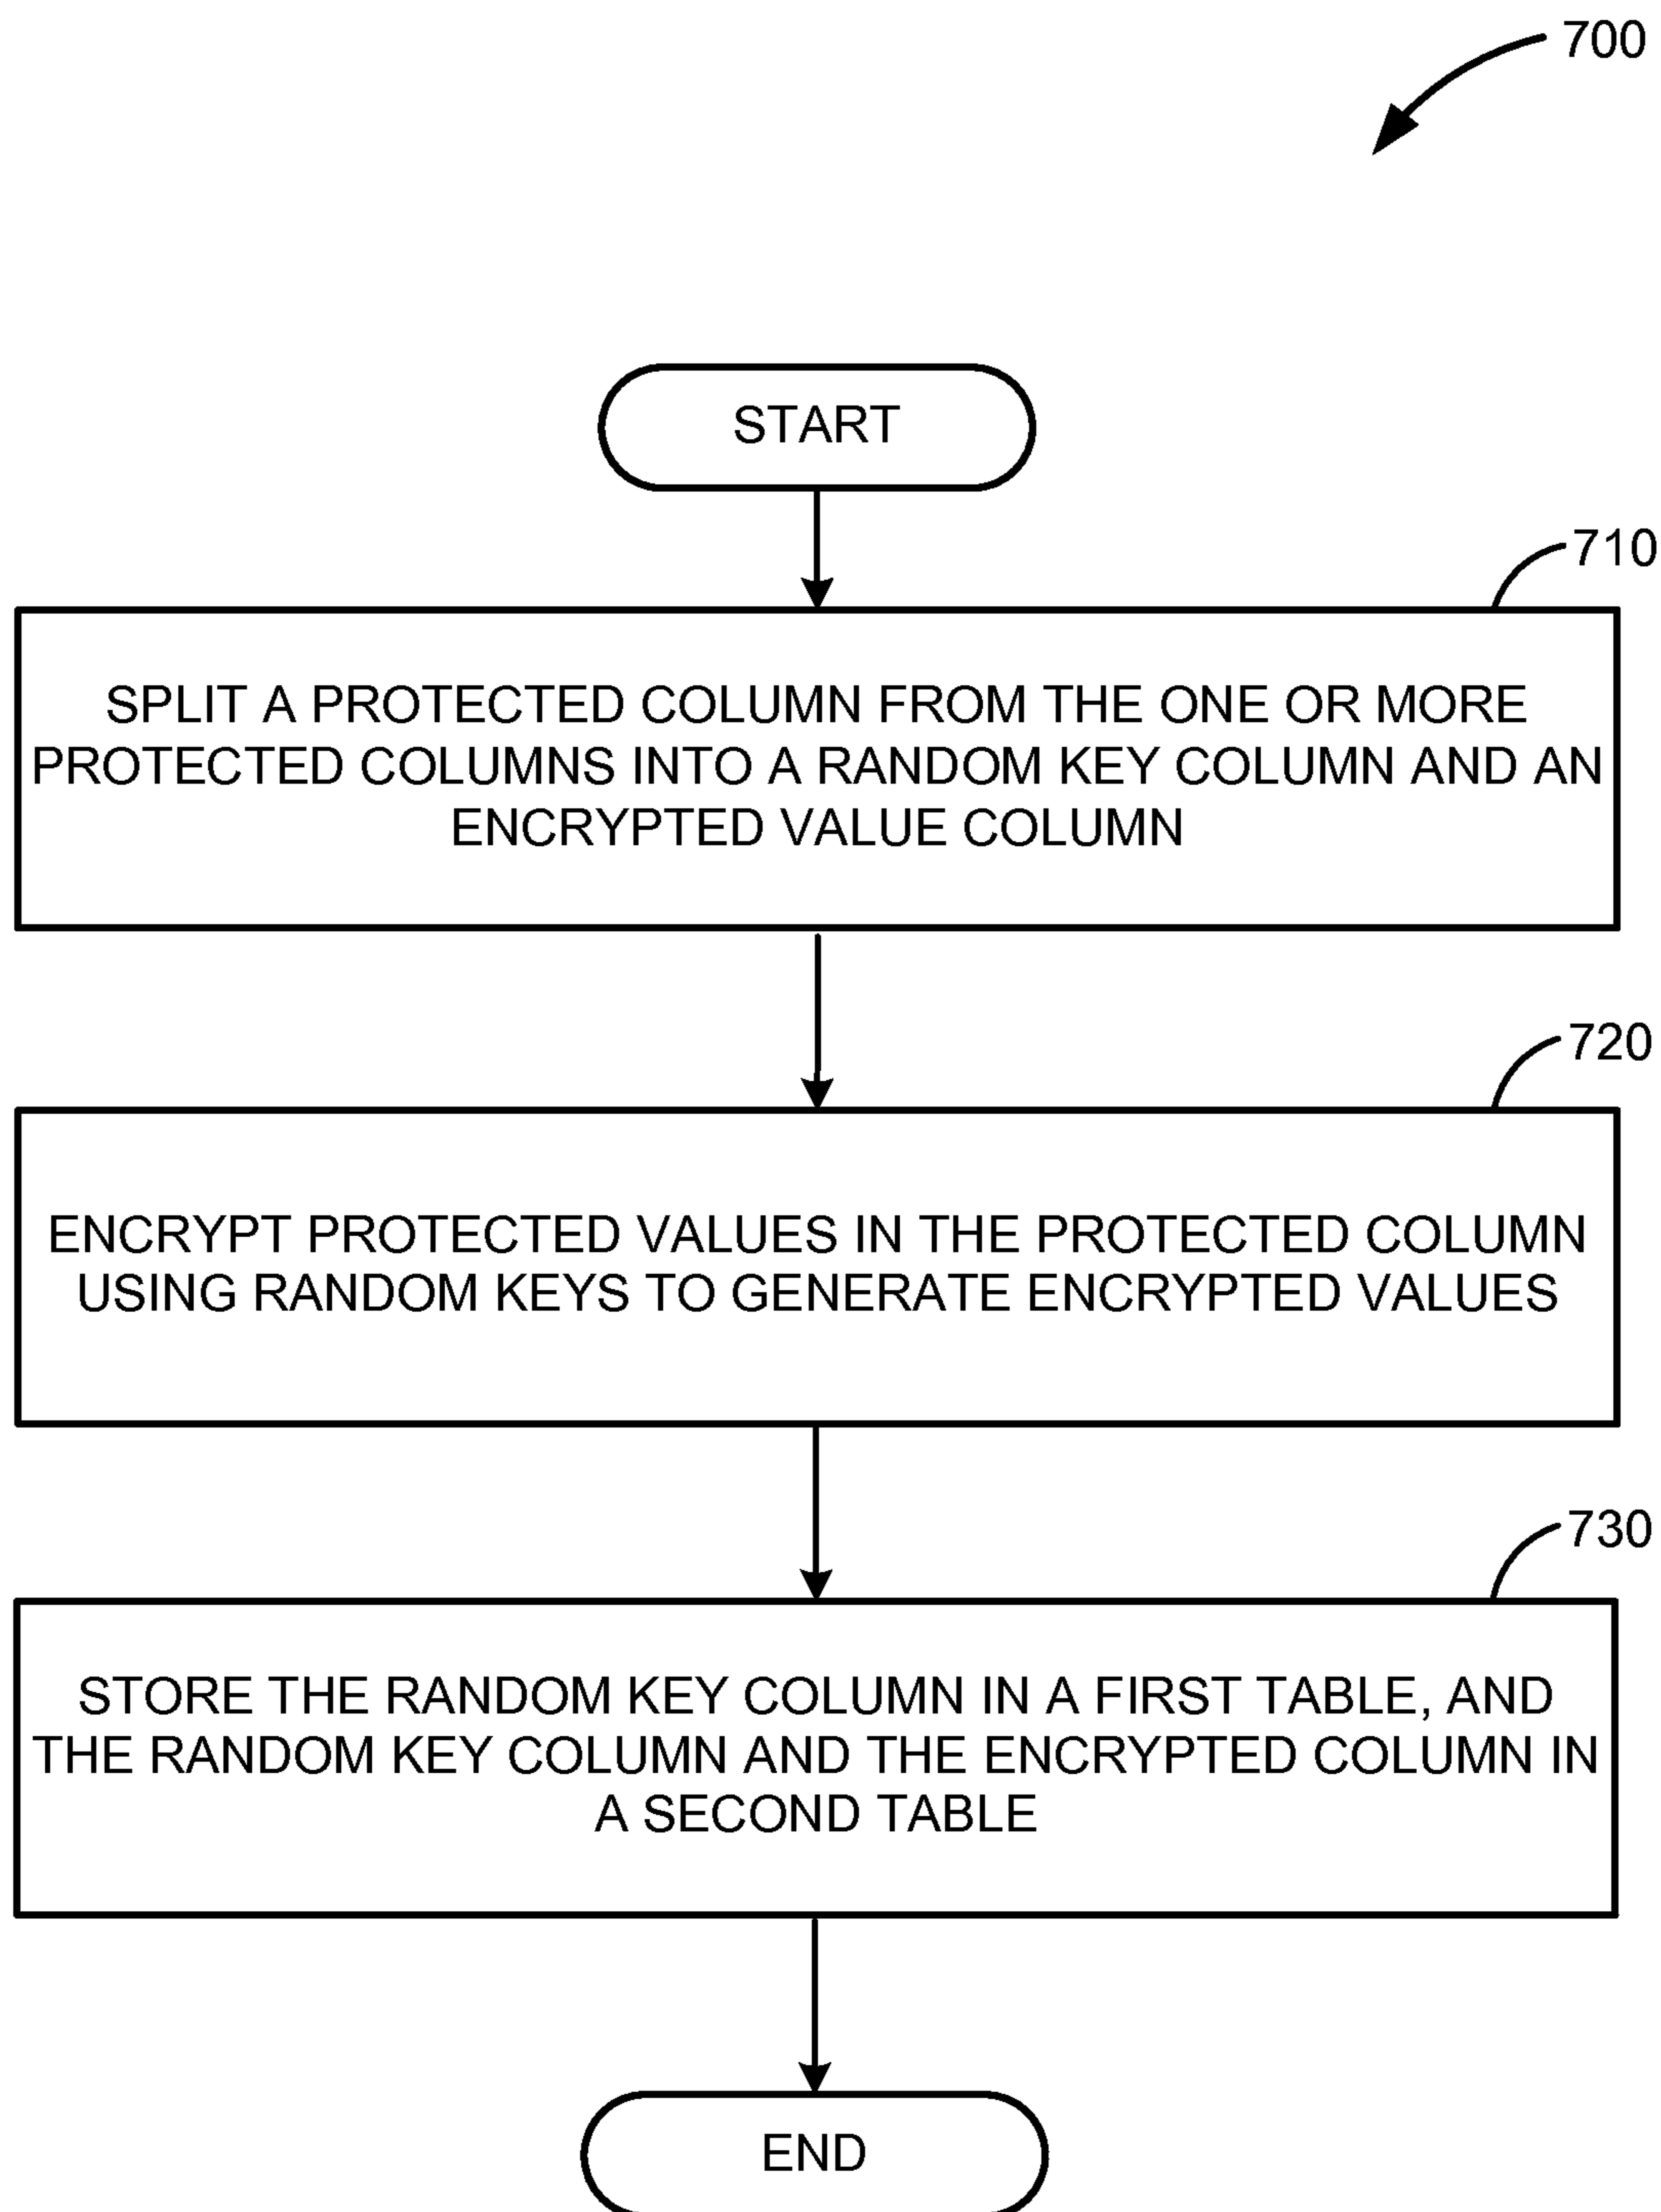 700
START
710
SPLIT A PROTECTED COLUMN FROM THE ONE OR MORE
PROTECTED COLUMNS INTO A RANDOM KEY COLUMN AND AN
ENCRYPTED VALUE COLUMN
720
ENCRYPT PROTECTED VALUES IN THE PROTECTED COLUMN
USING RANDOM KEYS TO GENERATE ENCRYPTED VALUES
730
STORE THE RANDOM KEY COLUMN IN A FIRST TABLE, AND
THE RANDOM KEY COLUMN AND THE ENCRYPTED COLUMN IN
A SECOND TABLE
END